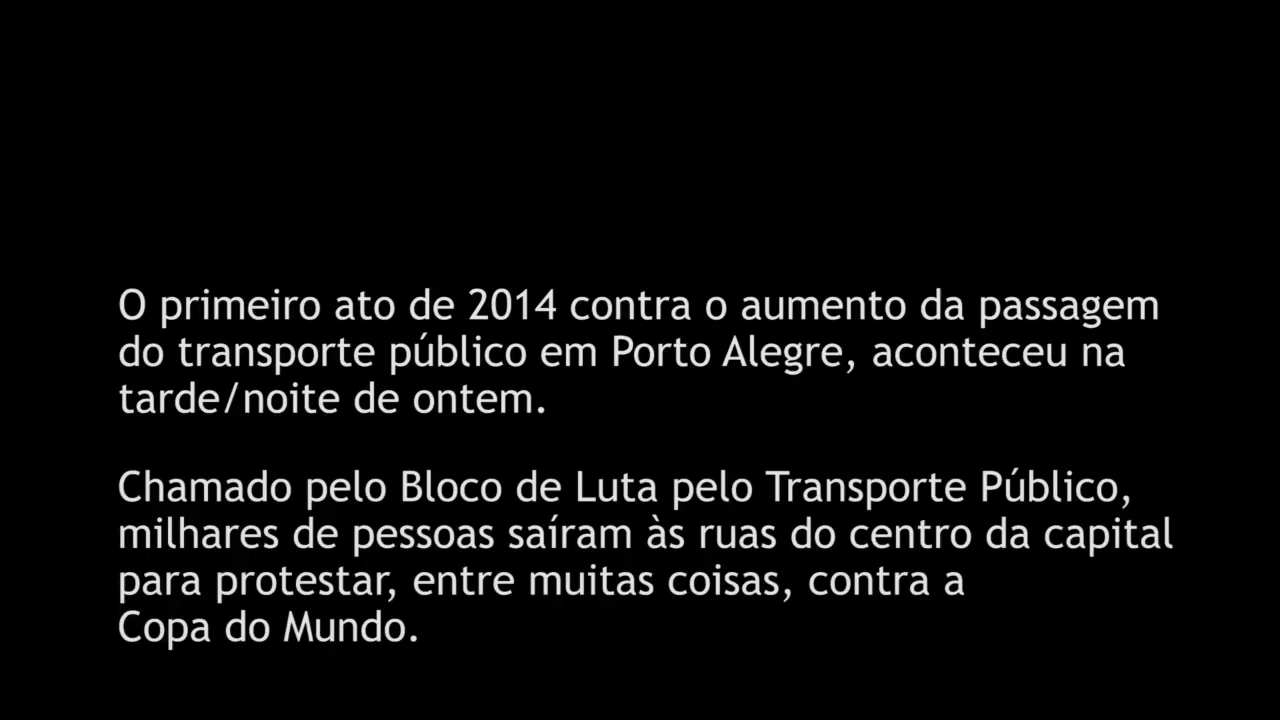 O primeiro ato de 2014 contra o aumento da passagem
do transporte público em Porto Alegre, aconteceu na
tarde/noite de ontem.
Chamado pelo Bloco de Luta pelo Transporte Público,
milhares de pessoas saíram às ruas do centro da capital
para protestar, entre muitas coisas, contra a
Copa do Mundo.